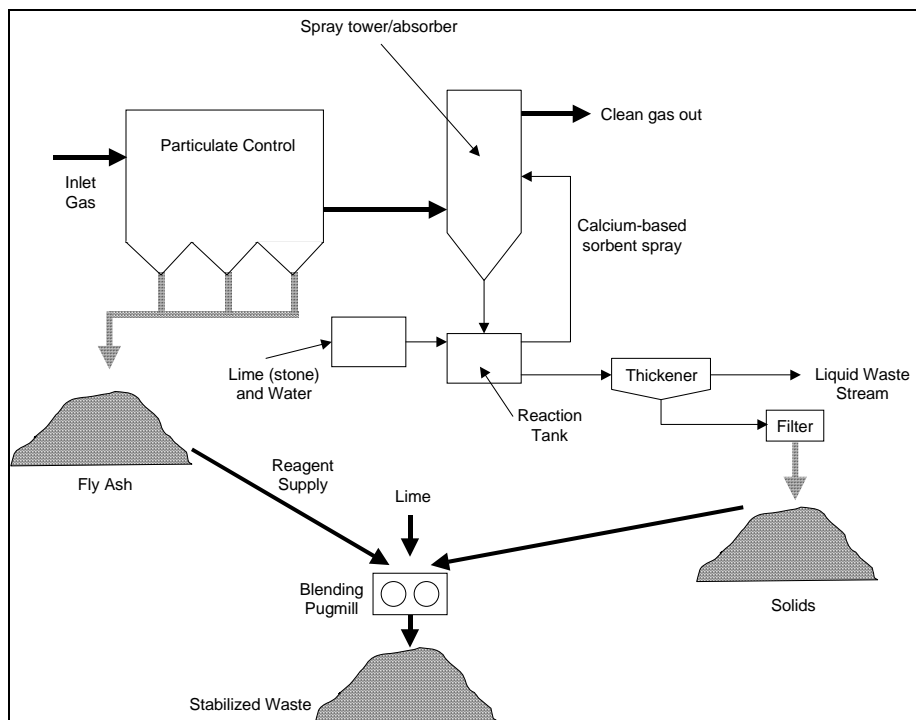 Spray tower/absorber
Clean gas out
Particulate Control
Inlet
Gas
Calcium-based
sorbent spray
Lime (stone)
and Water
Thickener
Liquid Waste
Stream
Reaction
Tank
Filter
Fly Ash
Reagent
Supply
Lime
Blending
Pugmill
Solids
Stabilized Waste